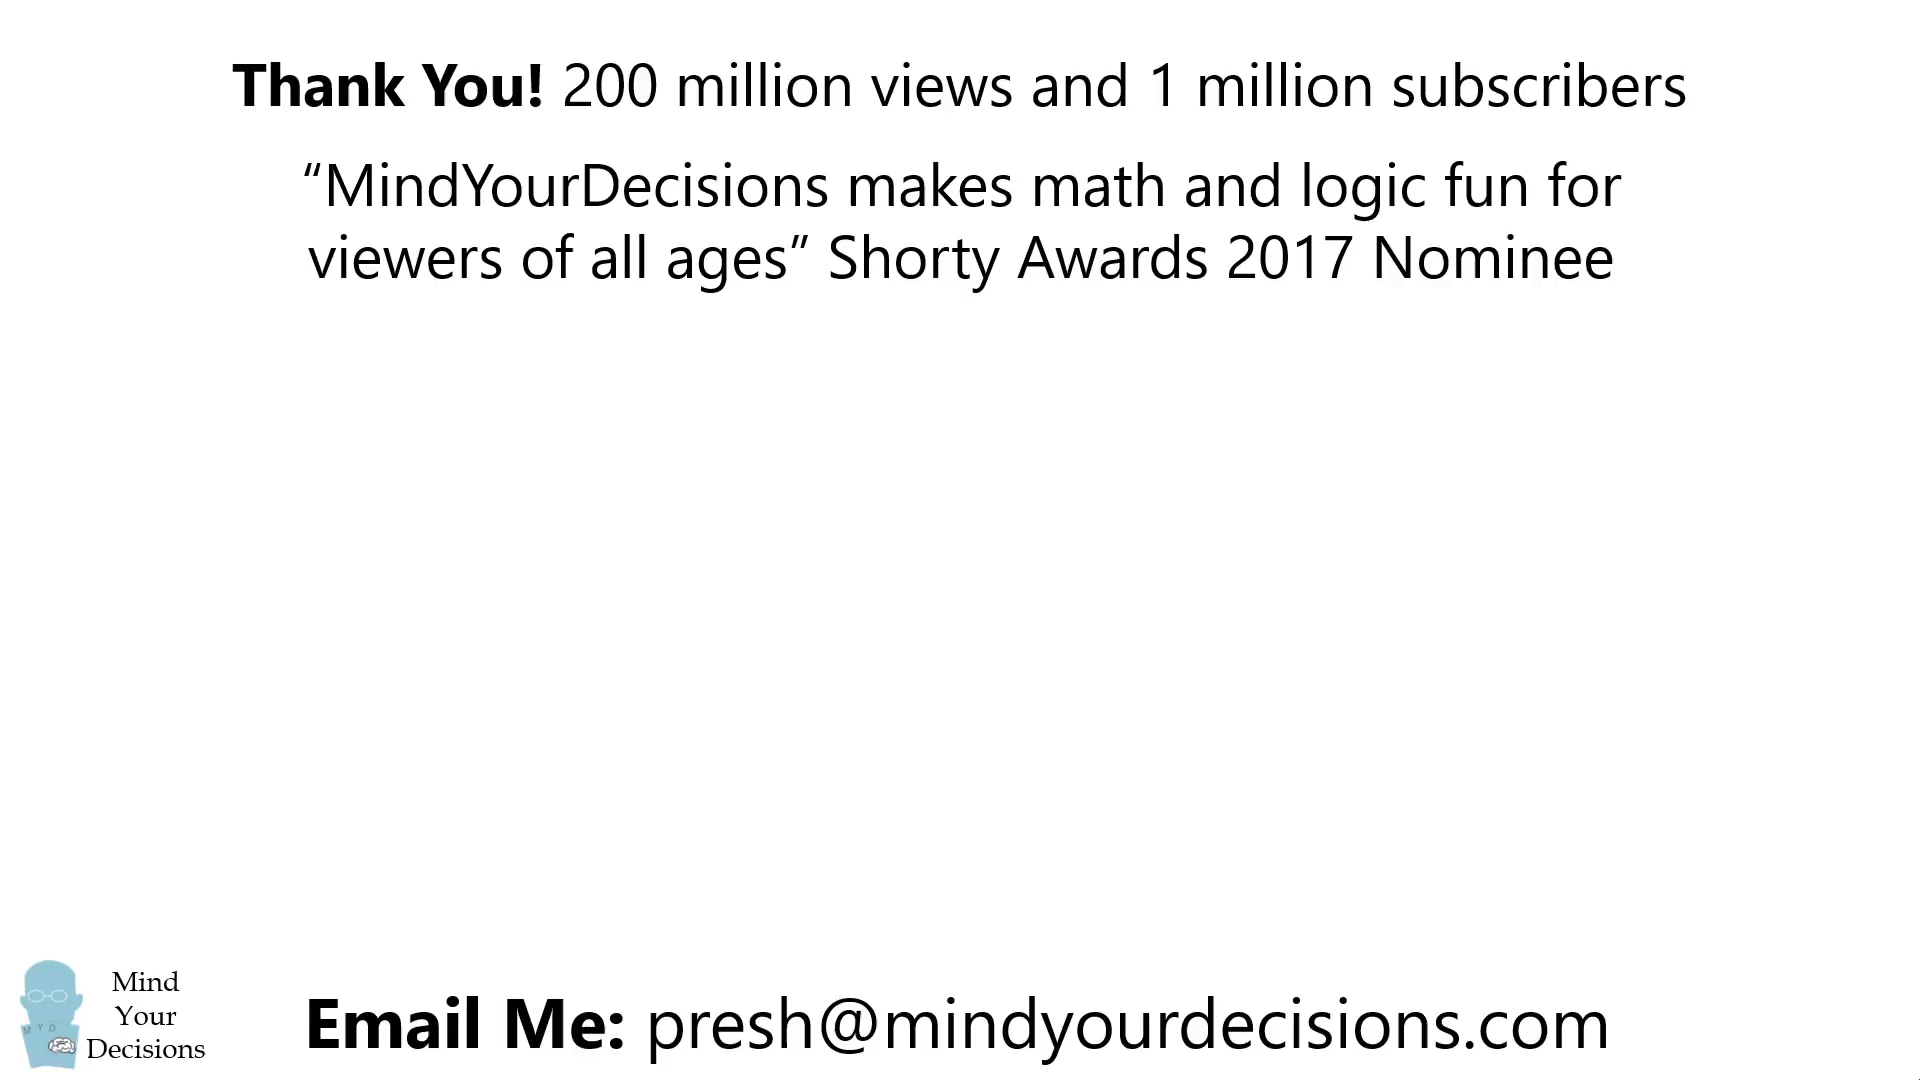 Thank You! 200 million views and 1 million subscribers
“MindYourDecisions makes math and logic fun for
viewers of all ages” Shorty Awards 2017 Nominee
Mind
Your
Decisions
M Y D
Email Me: presh@mindyourdecisions.com